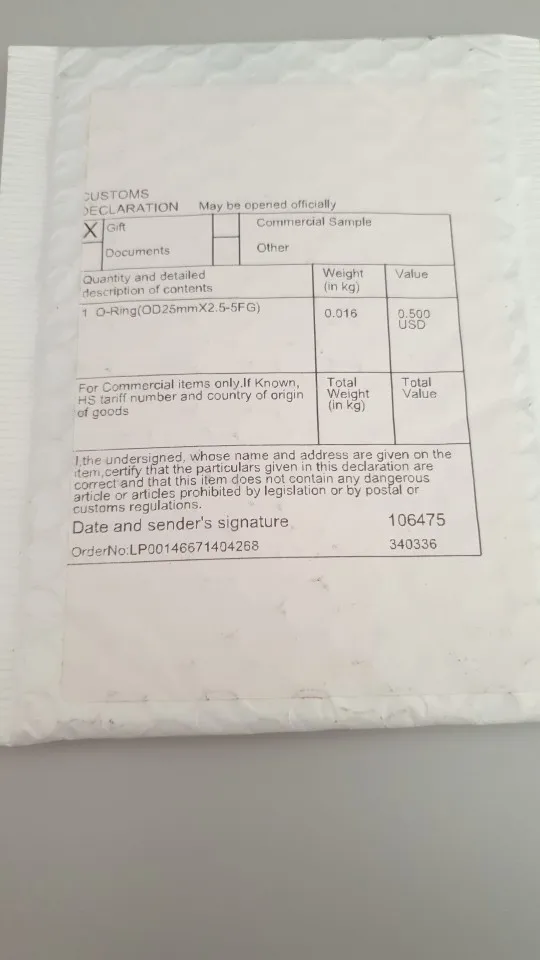 CUSTOMS
DECLARATION May be opened officially
X Gift Commercial Sample
Documents Other
Quantity and detailed description of contents Weight (in kg) Value
1 O-Ring(OD25mmX2.5-5FG) 0.016 0.500 USD
For Commercial items only.If Known, Total Total
HS tariff number and country of origin Weight Value
of goods (in kg)
I,the undersigned, whose name and address are given on the
item,certify that the particulars given in this declaration are
correct and that this item does not contain any dangerous
article or articles prohibited by legislation or by postal or
customs regulations.
Date and sender's signature 106475
OrderNo:LP00146671404268 340336